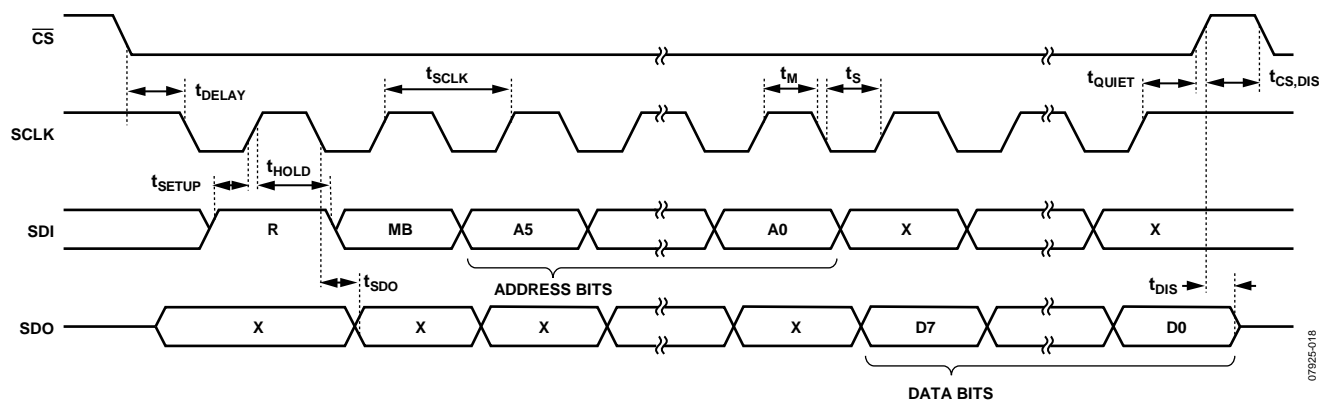 CS
tDELAY
tSCLK
tM
tS
tQUIET
tCS,DIS
SCLK
tSETUP
tHOLD
SDI
R
MB
A5
A0
X
X
tSDO
ADDRESS BITS
tDIS
SDO
X
X
X
X
D7
D0
DATA BITS
07925-018